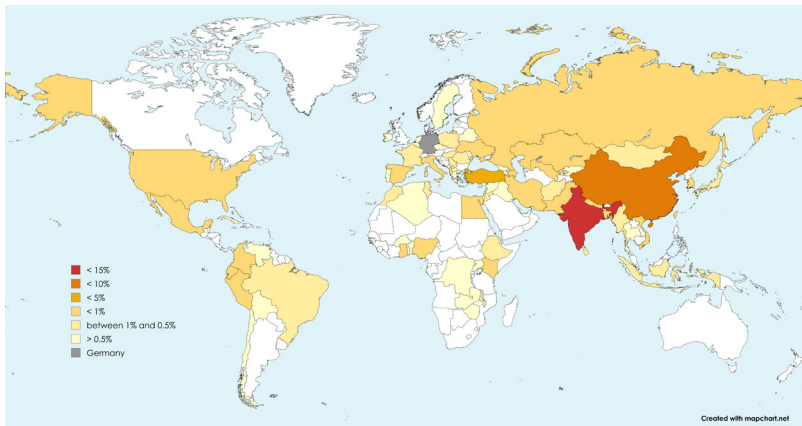 < 15%
< 10%
< 5%
< 1%
between 1% and 0.5%
> 0.5%
Germany
Created with mapchart.net